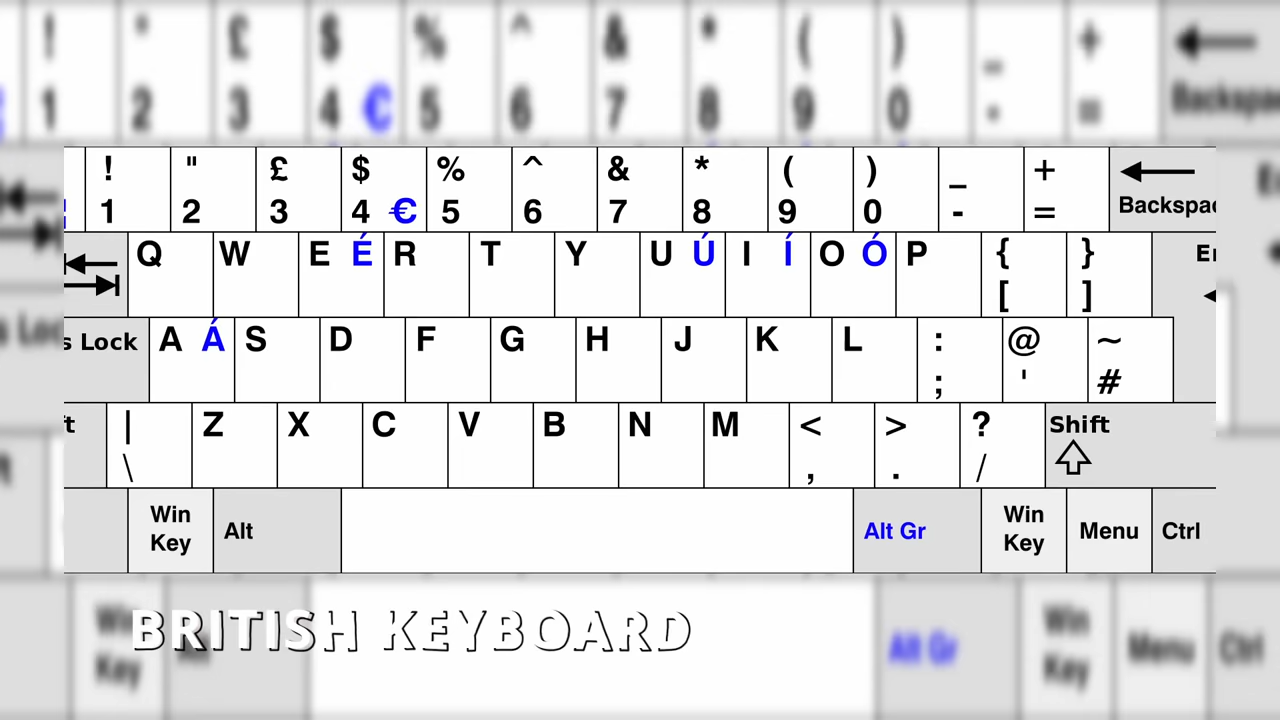 ! " £ $ % ^ & * ( ) _ +
1 2 3 4 € 5 6 7 8 9 0 - = Backspa
Q W E É R T Y U Ú I Í O Ó P { }
[ ]
s Lock A Á S D F G H J K L : @ ~
; ' #
ft | Z X C V B N M < > ? Shift
\ , . /
Win Key Alt Alt Gr Win Key Menu Ctrl
BRITISH KEYBOARD